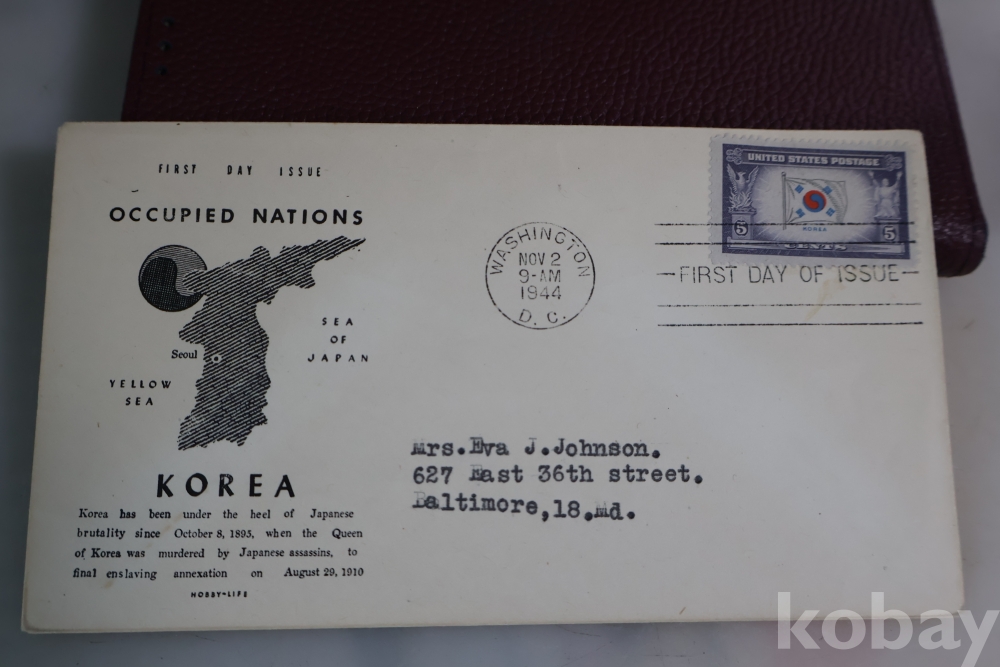 FIRST DAY ISSUE
OCCUPIED NATIONS
Seoul
SEA
OF
JAPAN
YELLOW
SEA
KOREA
Korea has been under the heel of Japanese
brutality since October 8, 1895, when the Queen
of Korea was murdered by Japanese assassins, to
final enslaving annexation on August 29, 1910
HOBBY-LIFE
WASHINGTON
NOV 2
9-AM
1944
D. C.
UNITED STATES POSTAGE
KOREA
5 5
CENTS
FIRST DAY OF ISSUE
Mrs.Eva J.Johnson.
627 East 36th street.
Baltimore,18.Md.
kobay